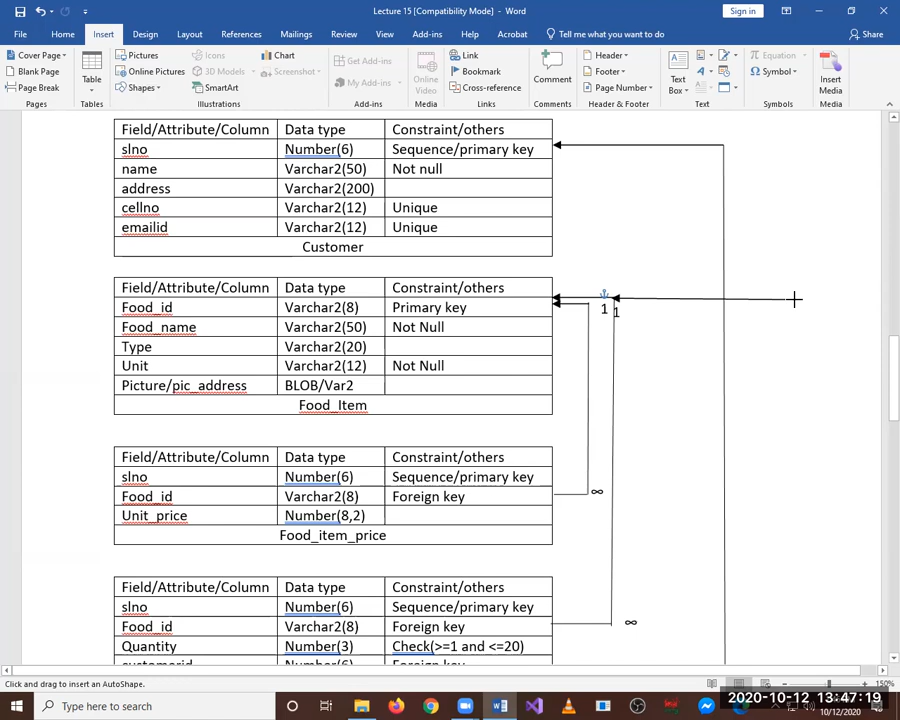 Lecture 15 [Compatibility Mode] - Word
Sign in
File Home Insert Design Layout References Mailings Review View Add-ins Help Acrobat Tell me what you want to do Share
Cover Page
Blank Page
Page Break
Pages
Table
Tables
Pictures
Online Pictures
Shapes
Icons
3D Models
SmartArt
Chart
Screenshot
Illustrations
Get Add-ins
My Add-ins
Add-ins
Online Video
Media
Link
Bookmark
Cross-reference
Links
Comment
Comments
Header
Footer
Page Number
Header & Footer
Text Box
Text
Equation
Symbol
Symbols
Insert Media
Media
Field/Attribute/Column Data type Constraint/others
slno Number(6) Sequence/primary key
name Varchar2(50) Not null
address Varchar2(200)
cellno Varchar2(12) Unique
emailid Varchar2(12) Unique
Customer
Field/Attribute/Column Data type Constraint/others
Food_id Varchar2(8) Primary key
Food_name Varchar2(50) Not Null
Type Varchar2(20)
Unit Varchar2(12) Not Null
Picture/pic_address BLOB/Var2
Food_Item
1 1
Field/Attribute/Column Data type Constraint/others
slno Number(6) Sequence/primary key
Food_id Varchar2(8) Foreign key ∞
Unit_price Number(8,2)
Food_item_price
Field/Attribute/Column Data type Constraint/others
slno Number(6) Sequence/primary key
Food_id Varchar2(8) Foreign key ∞
Quantity Number(3) Check(>=1 and <=20)
customerid Number(6) Foreign key
Click and drag to insert an AutoShape.
150%
Type here to search
2020-10-12 13:47:19
10/12/2020